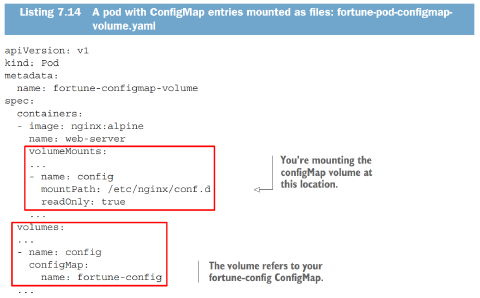 Listing 7.14 A pod with ConfigMap entries mounted as files: fortune-pod-configmap-
volume.yaml
apiVersion: v1
kind: Pod
metadata:
name: fortune-configmap-volume
spec:
containers:
- image: nginx:alpine
name: web-server
volumeMounts:
...
- name: config
mountPath: /etc/nginx/conf.d
readOnly: true
...
You're mounting the
configMap volume at
this location.
volumes:
...
- name: config
configMap:
name: fortune-config
...
The volume refers to your
fortune-config ConfigMap.